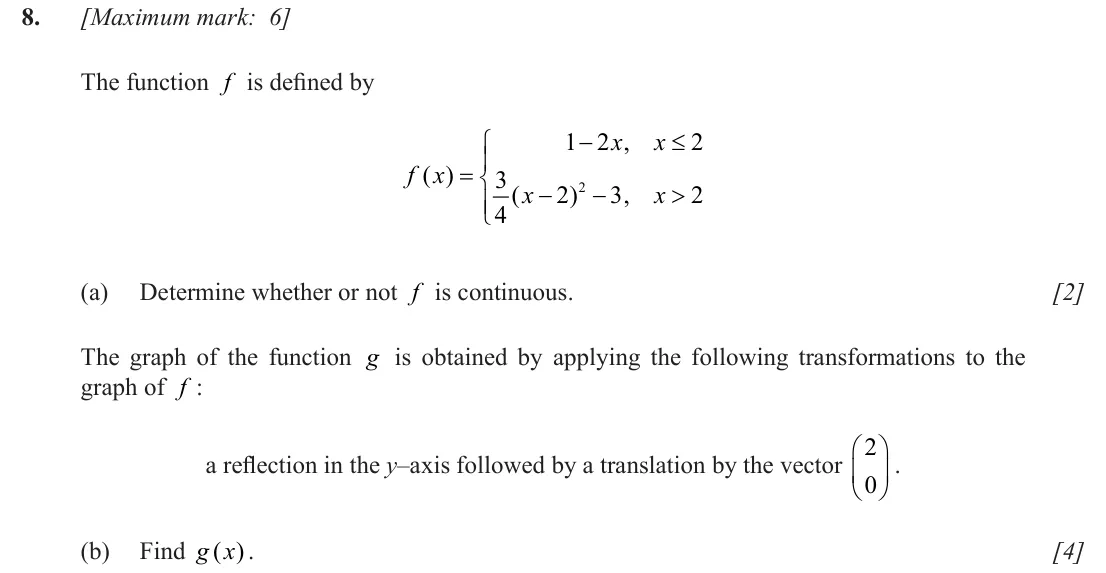 8. [Maximum mark: 6]
The function f is defined by
f(x) = { 1 − 2x, x ≤ 2
3/4 (x − 2)² − 3, x > 2
(a) Determine whether or not f is continuous. [2]
The graph of the function g is obtained by applying the following transformations to the
graph of f :
a reflection in the y–axis followed by a translation by the vector (2 0).
(b) Find g(x). [4]